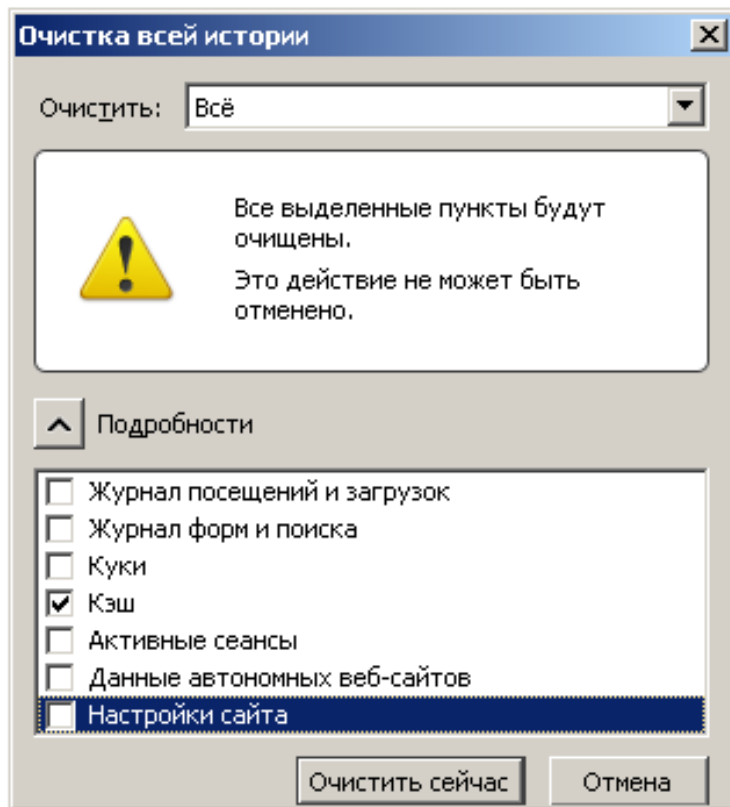 Очистка всей истории
Очистить: Всё
Все выделенные пункты будут
очищены.
Это действие не может быть
отменено.
Подробности
Журнал посещений и загрузок
Журнал форм и поиска
Куки
Кэш
Активные сеансы
Данные автономных веб-сайтов
Настройки сайта
Очистить сейчас Отмена